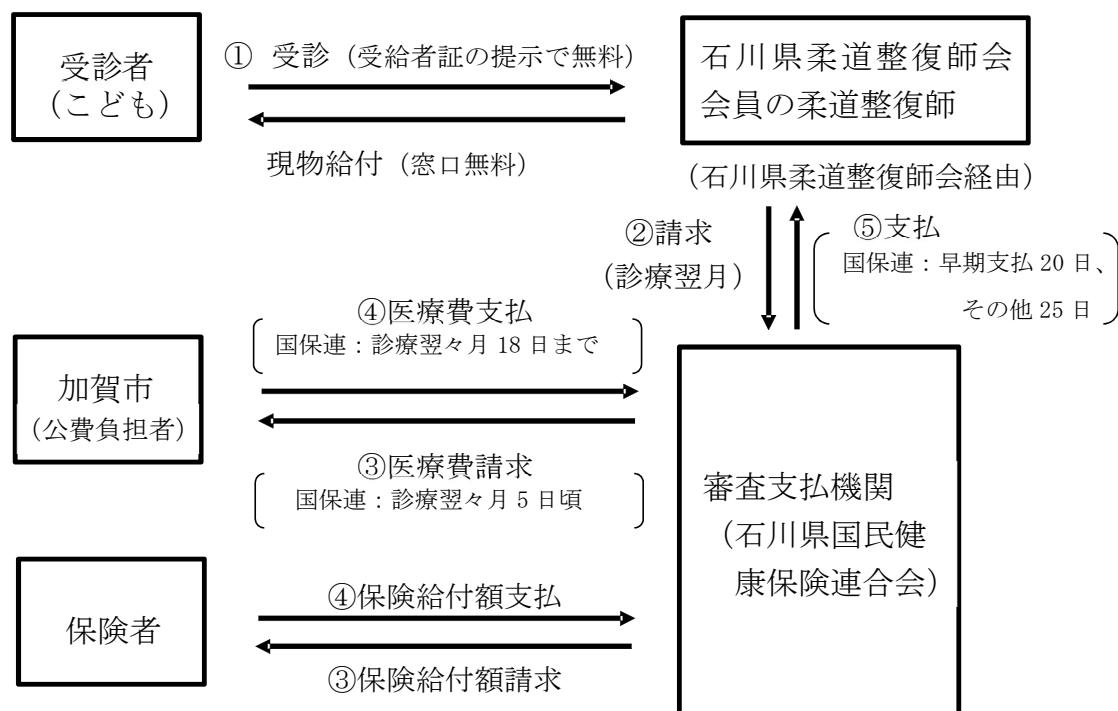 受診者
(こども)
① 受診 (受給者証の提示で無料)
現物給付 (窓口無料)
石川県柔道整復師会
会員の柔道整復師
(石川県柔道整復師会経由)
②請求
(診療翌月)
⑤支払
国保連：早期支払 20 日、
その他 25 日
④医療費支払
国保連：診療翌々月 18 日まで
加賀市
(公費負担者)
③医療費請求
国保連：診療翌々月 5 日頃
審査支払機関
(石川県国民健
康保険連合会)
④保険給付額支払
保険者
③保険給付額請求